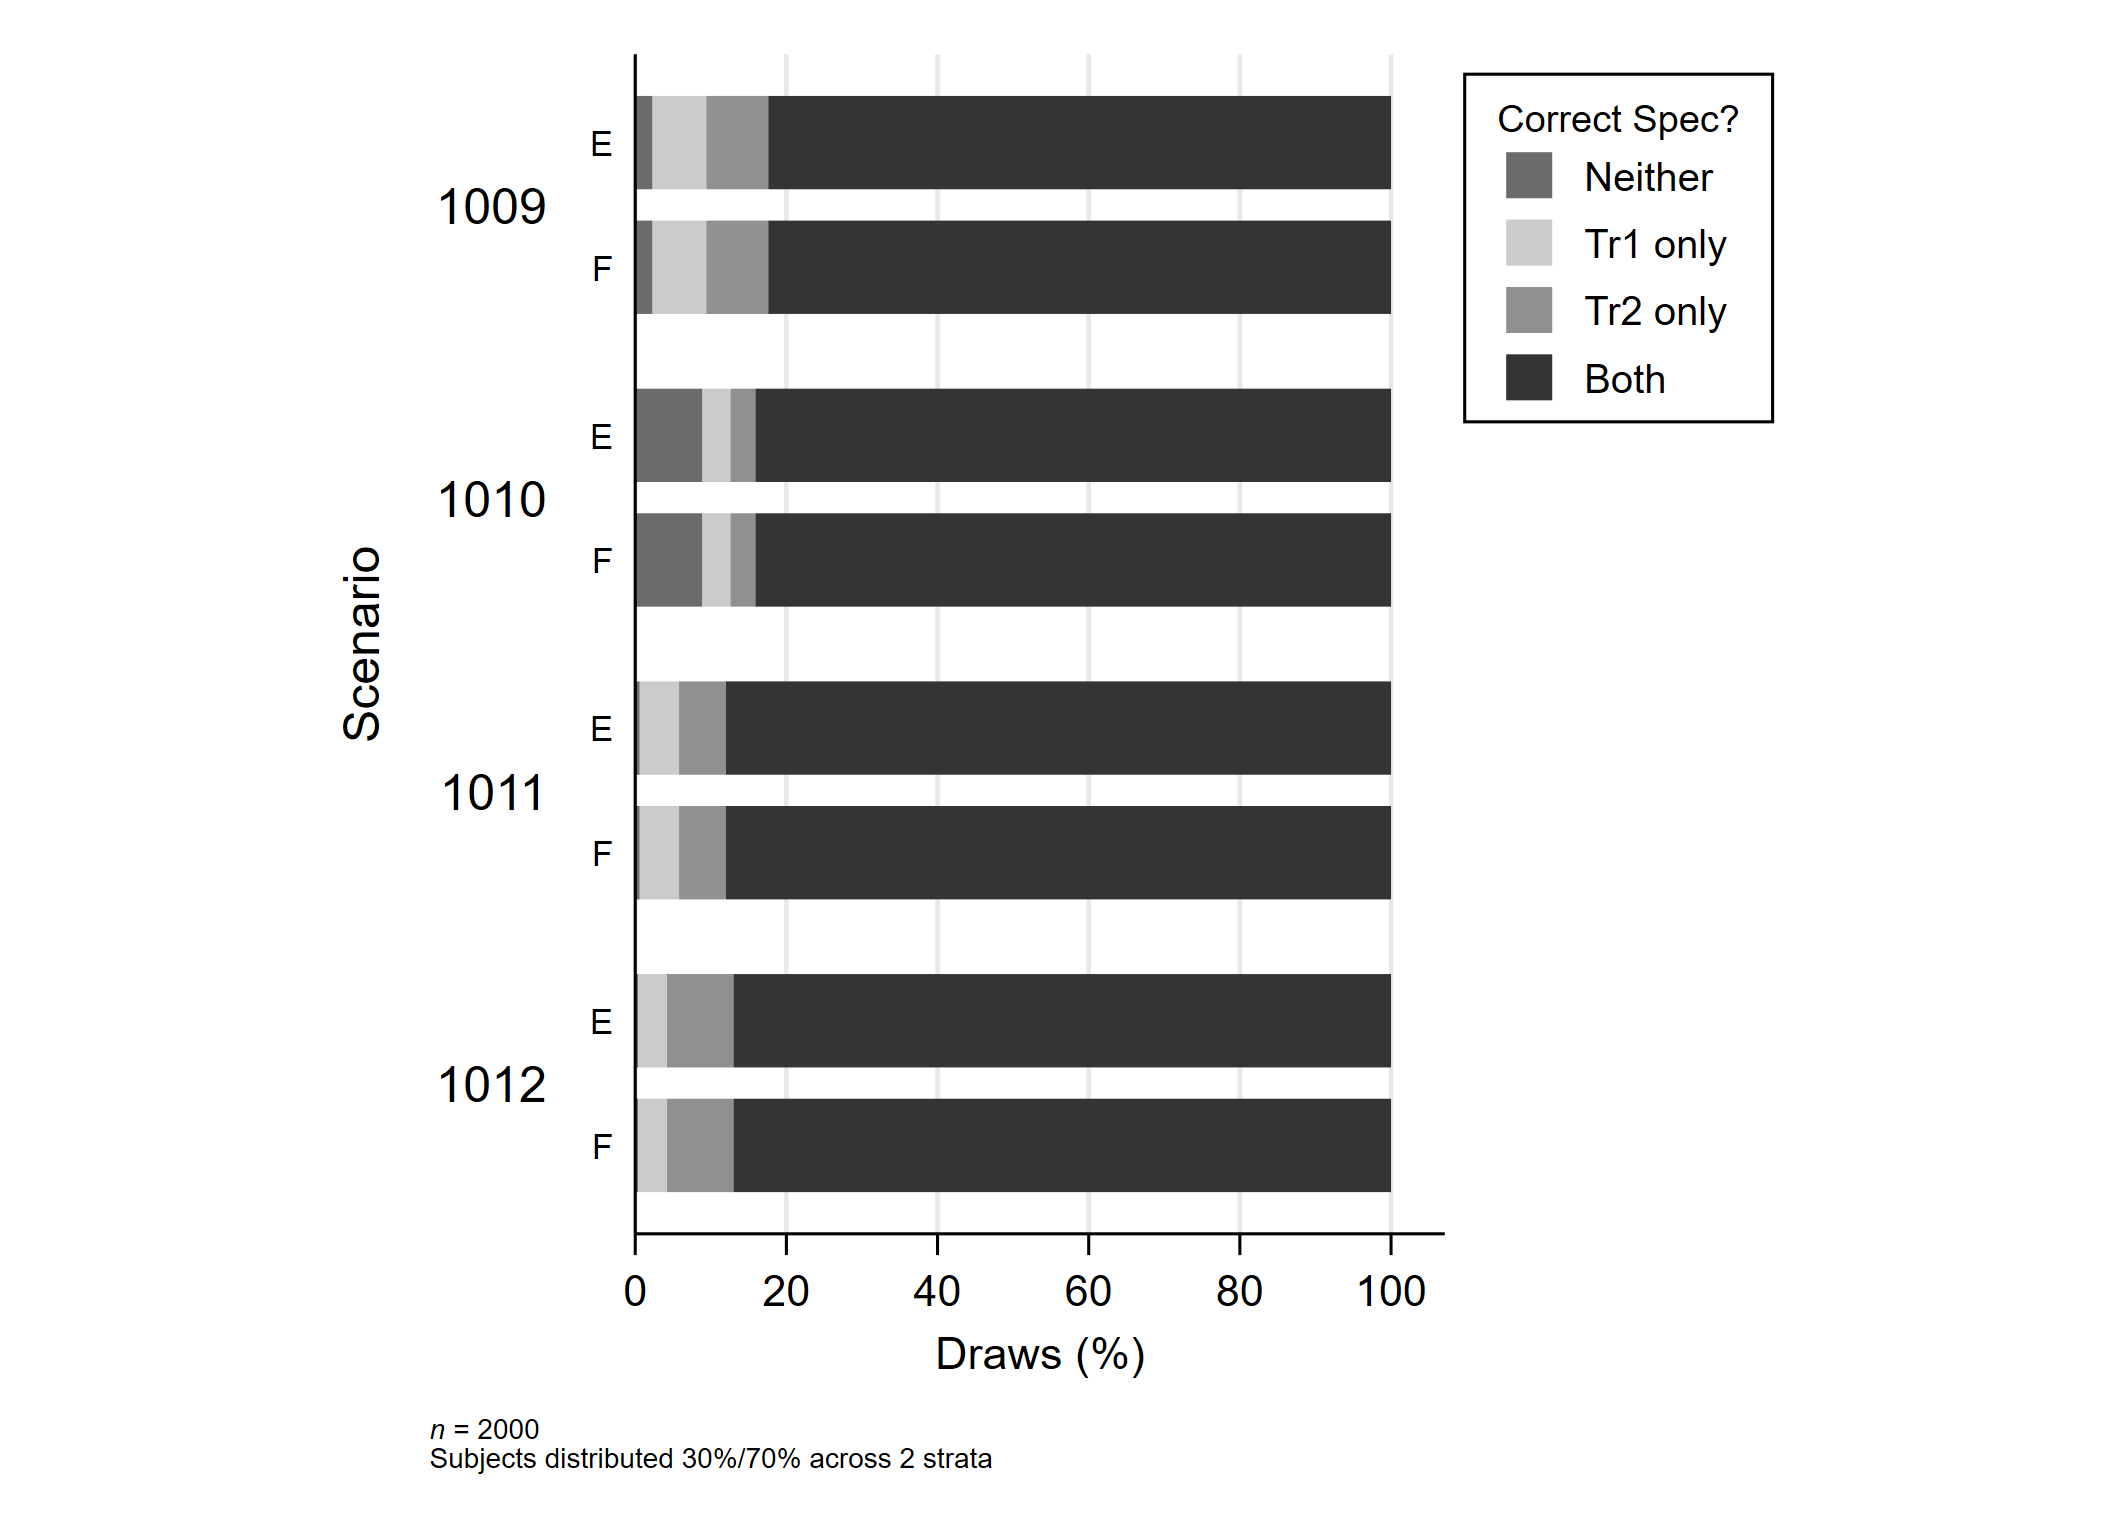 Correct Spec?
Neither
Tr1 only
Tr2 only
Both
Scenario
1009
E
F
1010
E
F
1011
E
F
1012
E
F
0 20 40 60 80 100
Draws (%)
n = 2000
Subjects distributed 30%/70% across 2 strata